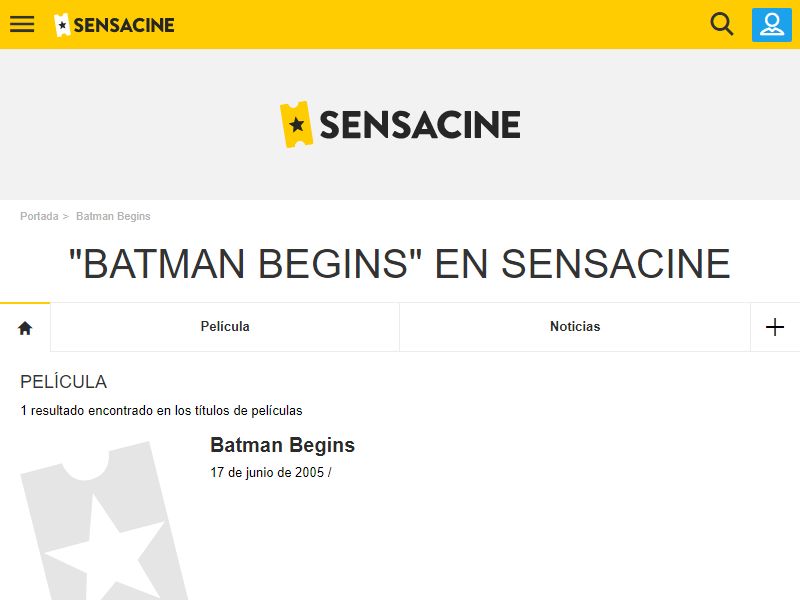 SENSACINE
SENSACINE
Portada > Batman Begins
"BATMAN BEGINS" EN SENSACINE
Película
Noticias
PELÍCULA
1 resultado encontrado en los títulos de películas
Batman Begins
17 de junio de 2005 /